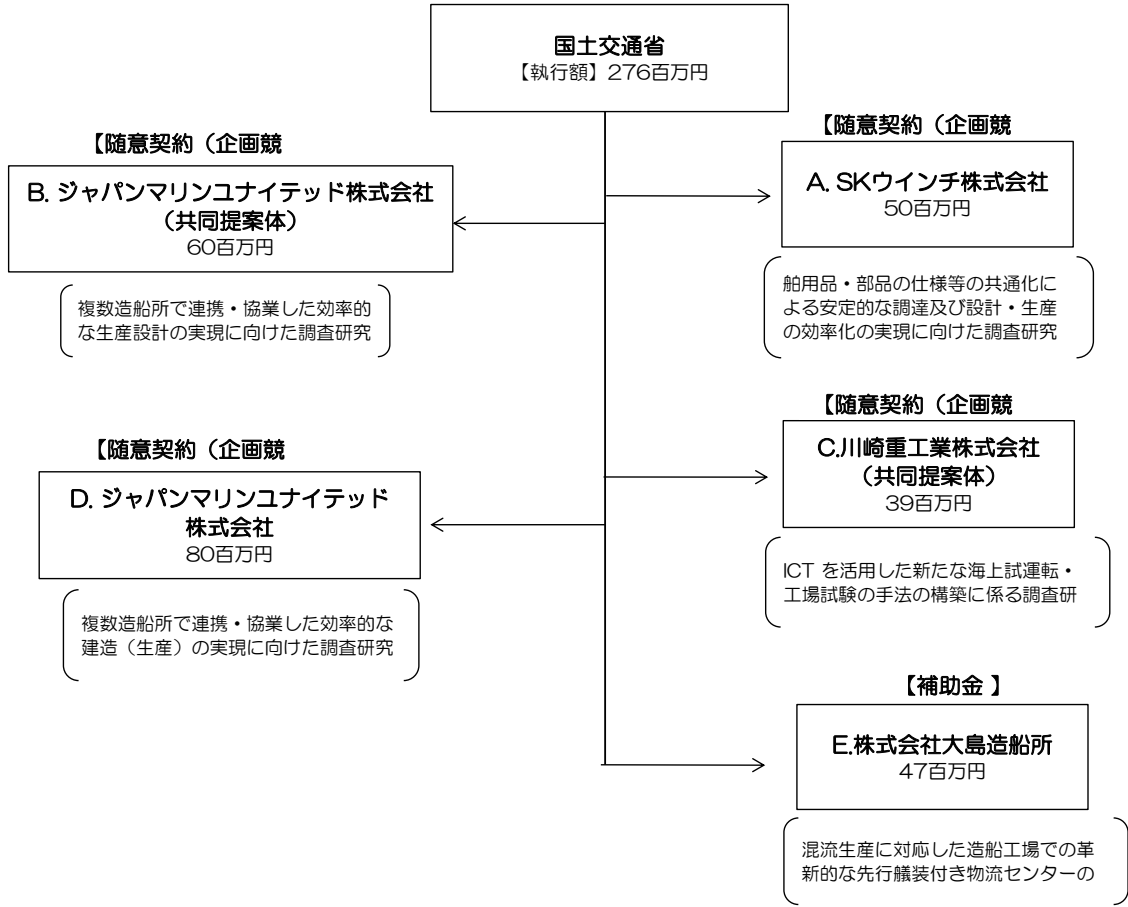 国土交通省
【執行額】276百万円
【随意契約（企画競
B. ジャパンマリンユナイテッド株式会社
（共同提案体）
60百万円
複数造船所で連携・協業した効率的
な生産設計の実現に向けた調査研究
【随意契約（企画競
A. SKウインチ株式会社
50百万円
舶用品・部品の仕様等の共通化に
よる安定的な調達及び設計・生産
の効率化の実現に向けた調査研究
【随意契約（企画競
C.川崎重工業株式会社
（共同提案体）
39百万円
ICT を活用した新たな海上試運転・
工場試験の手法の構築に係る調査研
【随意契約（企画競
D. ジャパンマリンユナイテッド
株式会社
80百万円
複数造船所で連携・協業した効率的な
建造（生産）の実現に向けた調査研究
【補助金 】
E.株式会社大島造船所
47百万円
混流生産に対応した造船工場での革
新的な先行艤装付き物流センターの